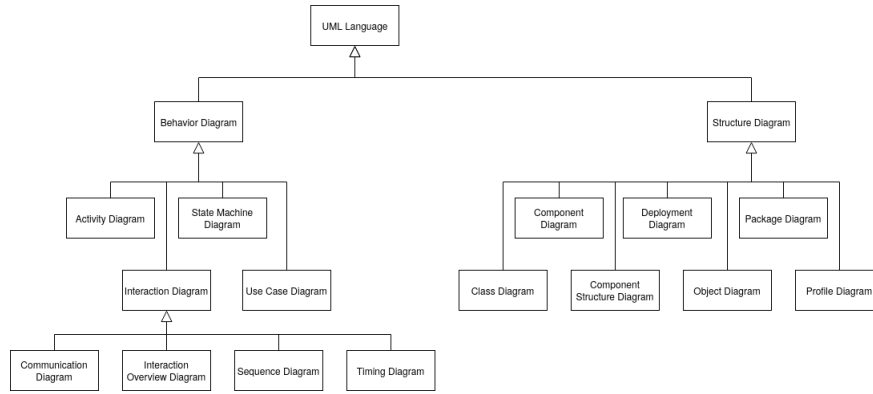 UML Language
Behavior Diagram
Structure Diagram
Activity Diagram
State Machine
Diagram
Component
Diagram
Deployment
Diagram
Package Diagram
Interaction Diagram
Use Case Diagram
Class Diagram
Component
Structure Diagram
Object Diagram
Profile Diagram
Communication
Diagram
Interaction
Overview Diagram
Sequence Diagram
Timing Diagram